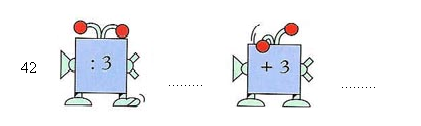 42 : 3 ......... + 3 .........